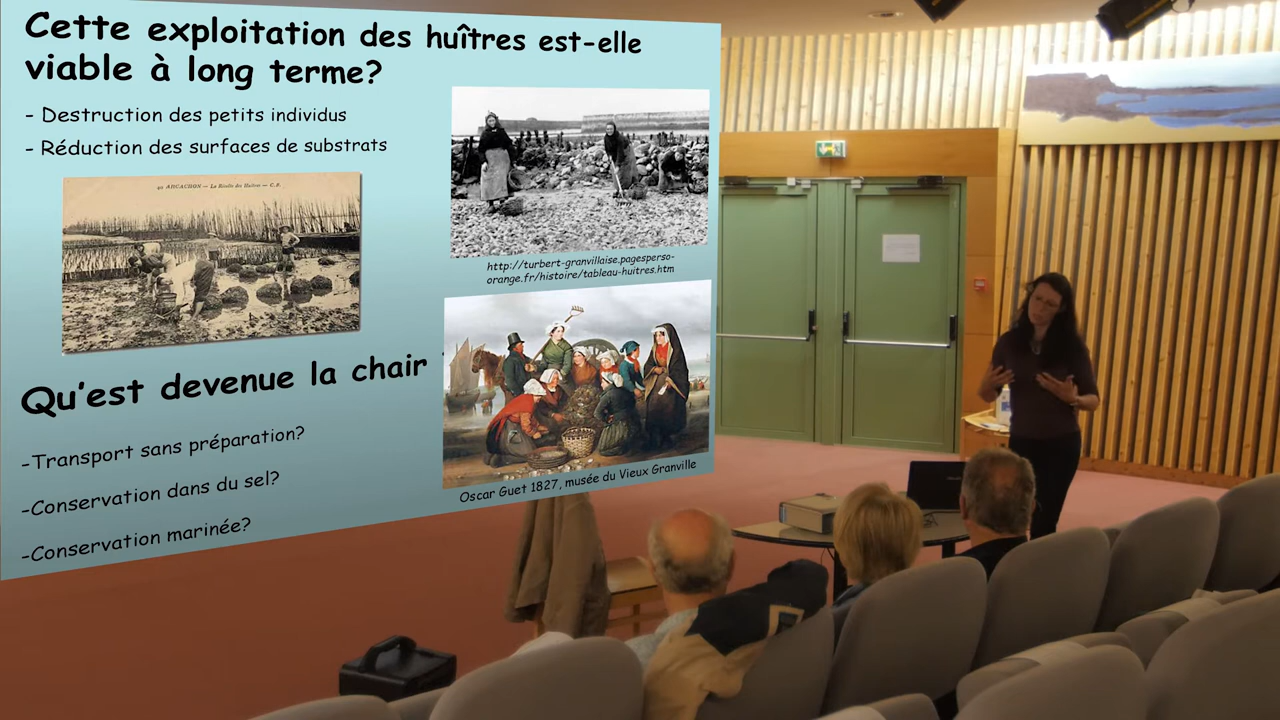 Cette exploitation des huîtres est-elle
viable à long terme?
- Destruction des petits individus
- Réduction des surfaces de substrats
ARCACHON — La Récolte des Huîtres — C. B.
http://turbert-granvillaise.pagesperso-
orange.fr/histoire/tableau-huitres.htm
Qu'est devenue la chair
-Transport sans préparation?
-Conservation dans du sel?
-Conservation marinée?
Oscar Guet 1827, musée du Vieux Granville